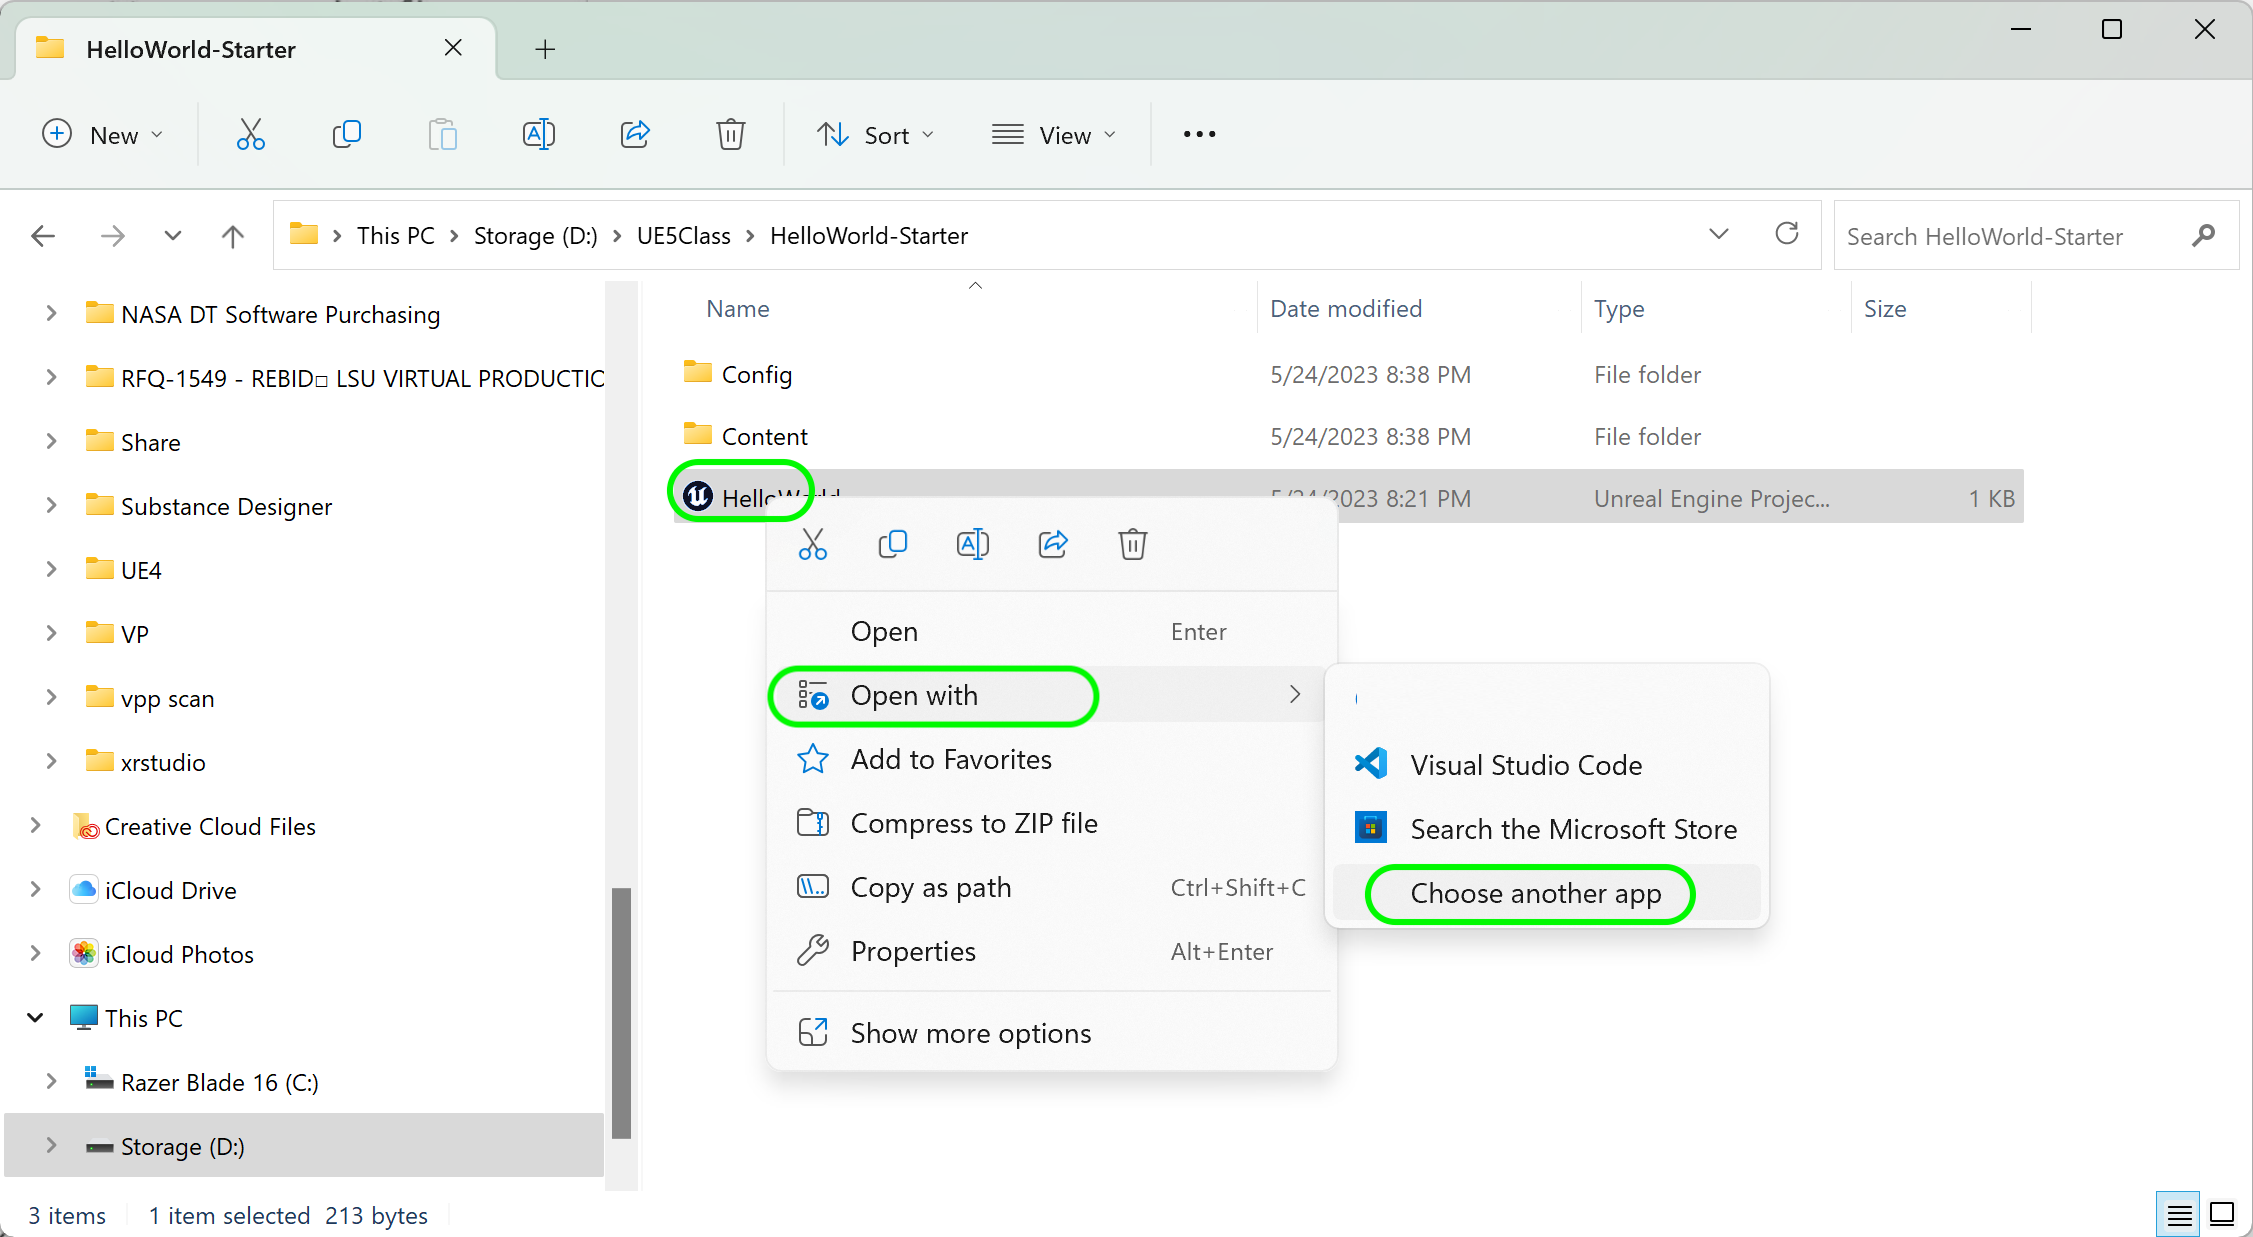 HelloWorld-Starter
New
Sort
View
This PC > Storage (D:) > UE5Class > HelloWorld-Starter
Search HelloWorld-Starter
NASA DT Software Purchasing
RFQ-1549 - REBID□ LSU VIRTUAL PRODUCTIO
Share
Substance Designer
UE4
VP
vpp scan
xrstudio
Creative Cloud Files
iCloud Drive
iCloud Photos
This PC
Razer Blade 16 (C:)
Storage (D:)
Name Date modified Type Size
Config 5/24/2023 8:38 PM File folder
Content 5/24/2023 8:38 PM File folder
HelloWorld 5/24/2023 8:21 PM Unreal Engine Projec... 1 KB
Open Enter
Open with
Add to Favorites
Compress to ZIP file
Copy as path Ctrl+Shift+C
Properties Alt+Enter
Show more options
Visual Studio Code
Search the Microsoft Store
Choose another app
3 items 1 item selected 213 bytes